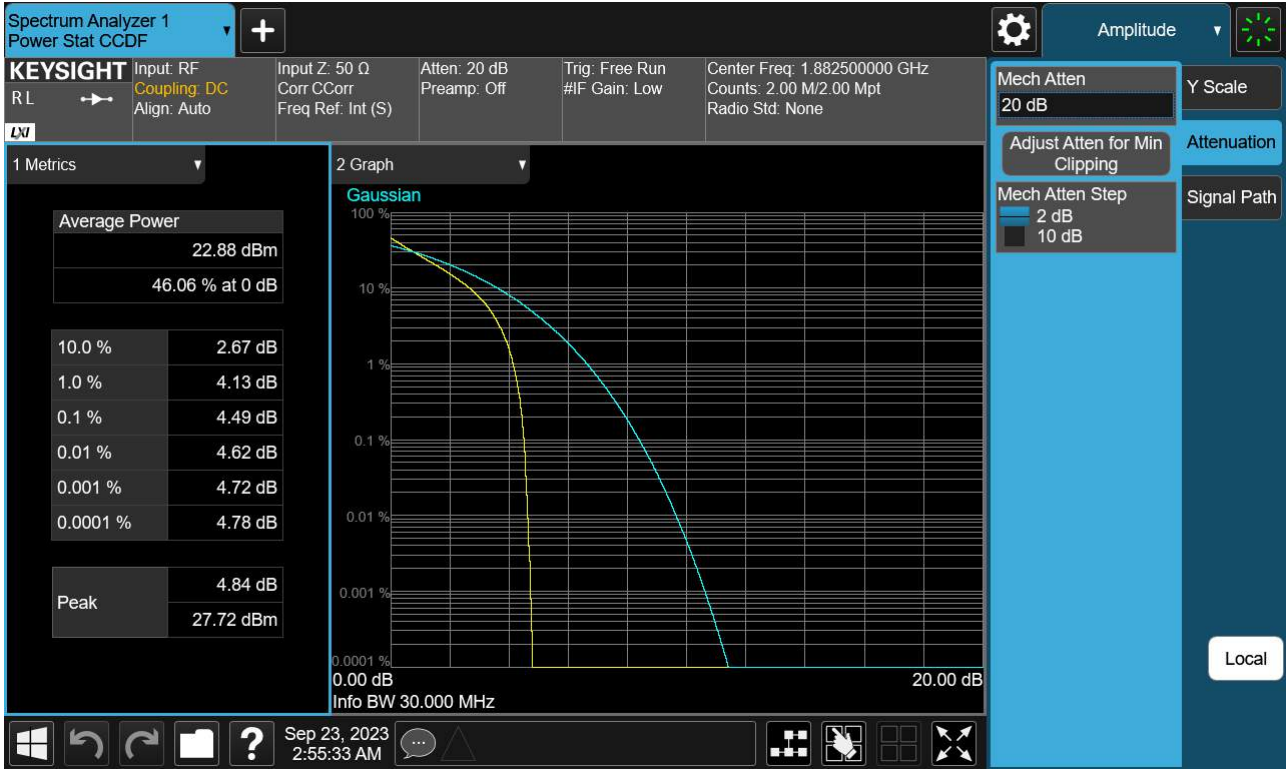 Spectrum Analyzer 1
Power Stat CCDF
+
Amplitude
KEYSIGHT
R L
LXI
Input: RF
Coupling: DC
Align: Auto
Input Z: 50 Ω
Corr CCorr
Freq Ref: Int (S)
Atten: 20 dB
Preamp: Off
Trig: Free Run
#IF Gain: Low
Center Freq: 1.882500000 GHz
Counts: 2.00 M/2.00 Mpt
Radio Std: None
1 Metrics
Average Power
22.88 dBm
46.06 % at 0 dB
10.0 % 2.67 dB
1.0 % 4.13 dB
0.1 % 4.49 dB
0.01 % 4.62 dB
0.001 % 4.72 dB
0.0001 % 4.78 dB
Peak
4.84 dB
27.72 dBm
2 Graph
Gaussian
100 %
10 %
1 %
0.1 %
0.01 %
0.001 %
0.0001 %
0.00 dB 20.00 dB
Info BW 30.000 MHz
Mech Atten
20 dB
Adjust Atten for Min
Clipping
Mech Atten Step
2 dB
10 dB
Y Scale
Attenuation
Signal Path
Local
?
Sep 23, 2023
2:55:33 AM